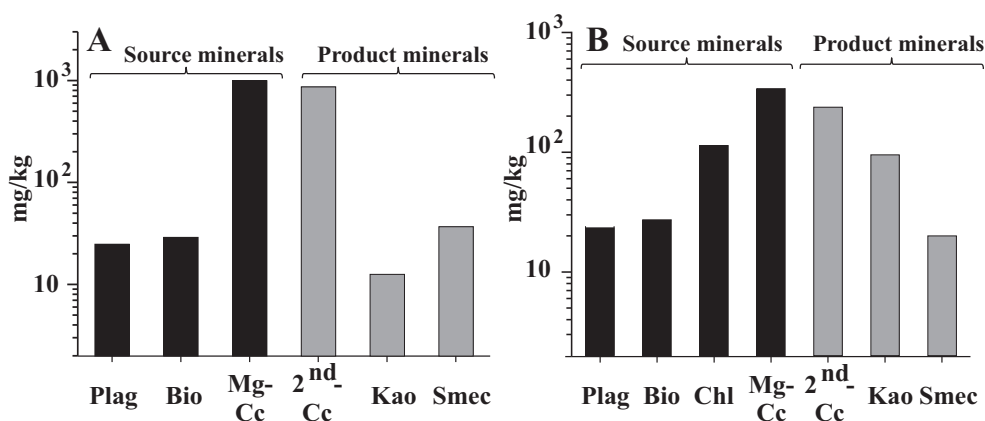 A
Source minerals
Product minerals
mg/kg
10³
10²
10
Plag
Bio
Mg-
Cc
2nd-
Cc
Kao
Smec
B
Source minerals
Product minerals
mg/kg
10³
10²
10
Plag
Bio
Chl
Mg-
Cc
2nd-
Cc
Kao
Smec